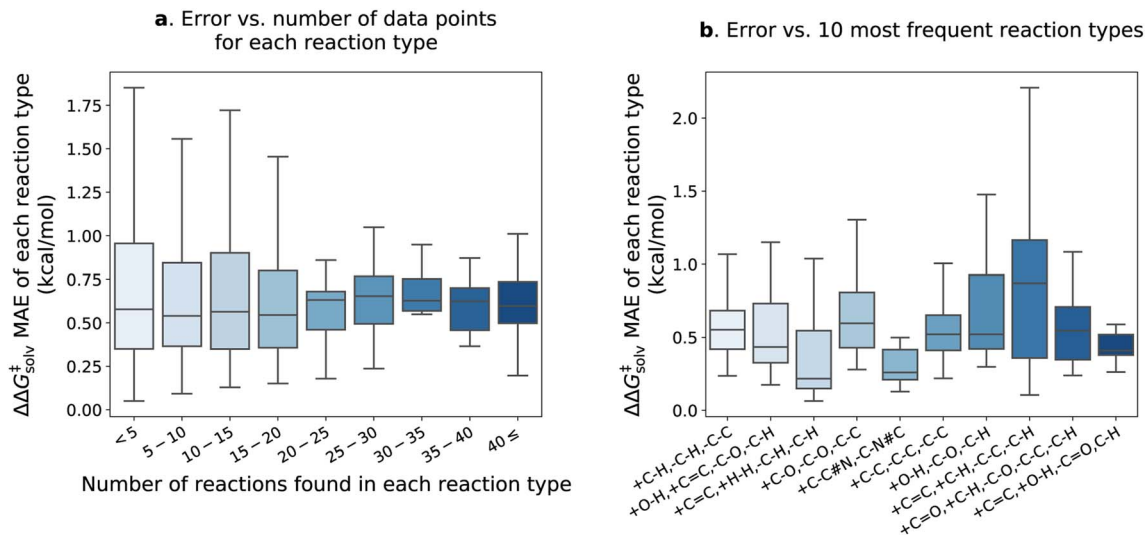 a. Error vs. number of data points
for each reaction type
ΔΔG‡solv MAE of each reaction type
(kcal/mol)
1.75
1.50
1.25
1.00
0.75
0.50
0.25
0.00
< 5
5 − 10
10 − 15
15 − 20
20 − 25
25 − 30
30 − 35
35 − 40
40 ≤
Number of reactions found in each reaction type
b. Error vs. 10 most frequent reaction types
ΔΔG‡solv MAE of each reaction type
(kcal/mol)
2.0
1.5
1.0
0.5
0.0
+C-H,-C-H,-C-C
+O-H,+C=C,-C-O,-C-H
+C=C,+H-H,-C-H,-C-H
+C-O,-C-O,-C-C
+C-C#N,-C-N#C
+C-C,-C-C,-C-C
+O-H,-C-O,-C-H
+C=C,+C-H,-C-C,-C-H
+C=O,+C-H,-C-O,-C-C,-C-H
+C=C,+O-H,-C=O,-C-H